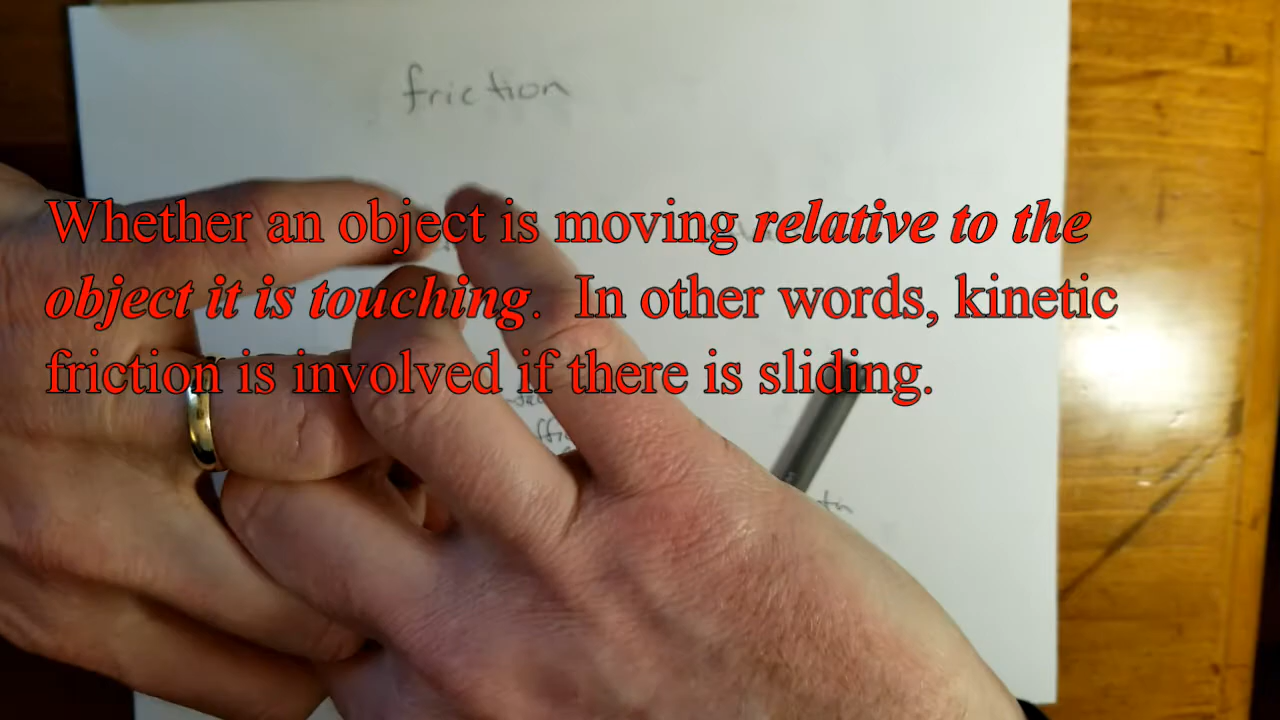 friction
Whether an object is moving relative to the
object it is touching. In other words, kinetic
friction is involved if there is sliding.